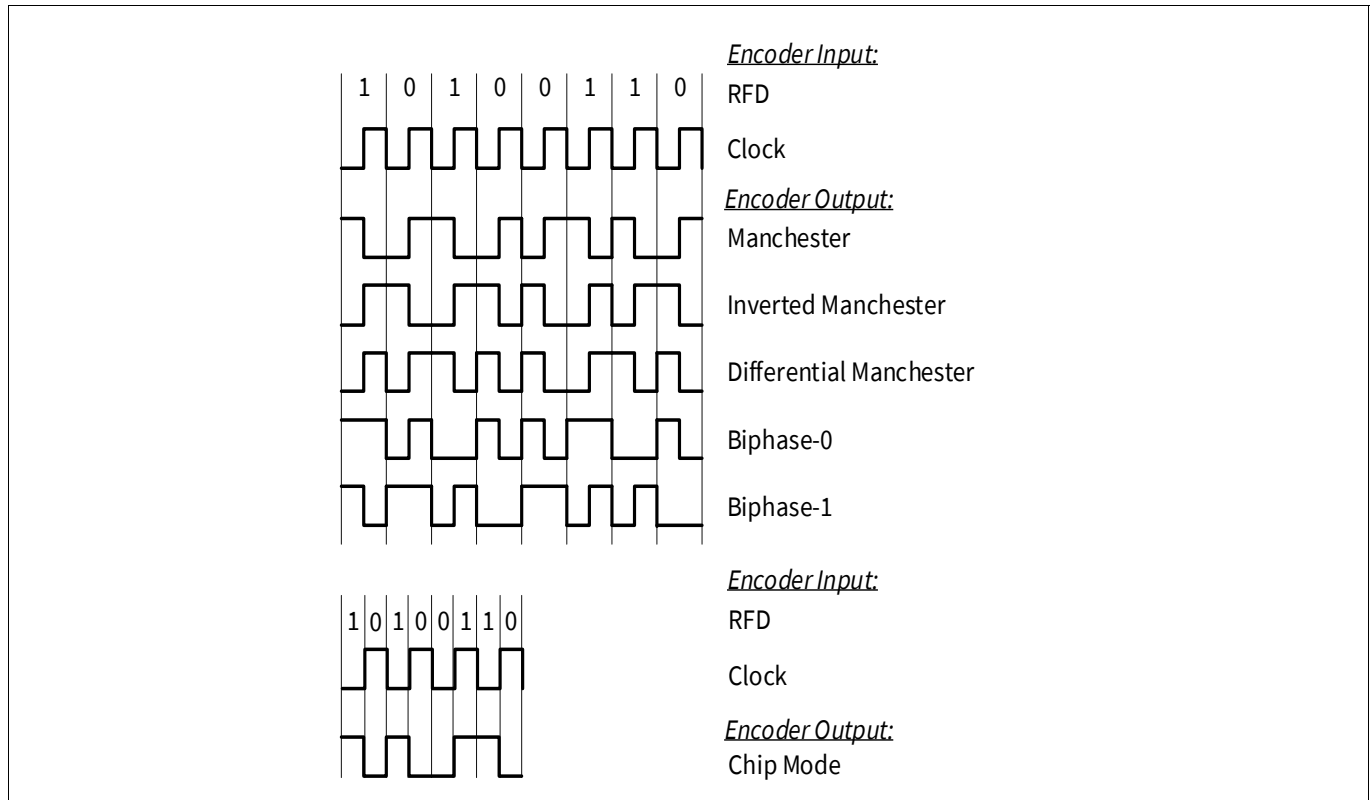 Encoder Input:
1 0 1 0 0 1 1 0 RFD
Clock
Encoder Output:
Manchester
Inverted Manchester
Differential Manchester
Biphase-0
Biphase-1
Encoder Input:
1 0 1 0 0 1 1 0 RFD
Clock
Encoder Output:
Chip Mode